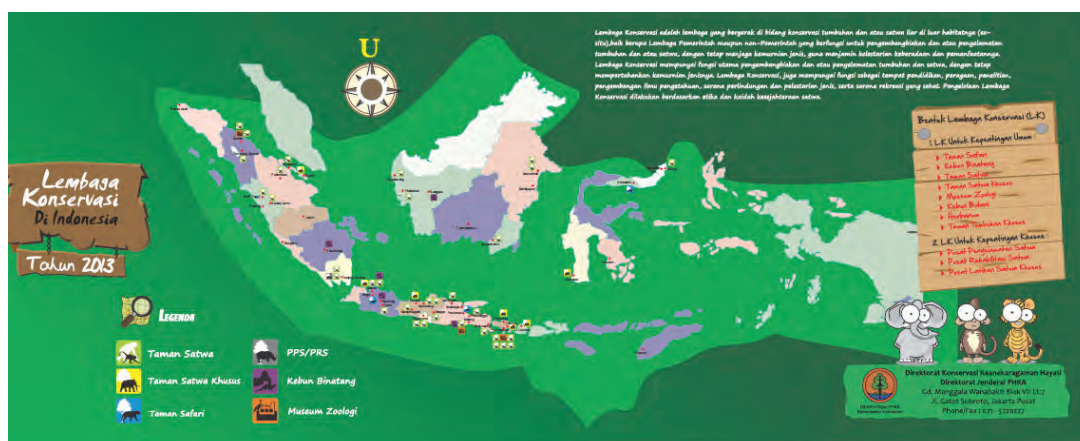 Lembaga Konservasi adalah lembaga yang bergerak di bidang konservasi tumbuhan dan atau satwa liar di luar habitatnya (ex-
situ),baik berupa Lembaga Pemerintah maupun non-Pemerintah yang berfungsi untuk pengembangbiakan dan atau penyelamatan
tumbuhan dan atau satwa, dengan tetap menjaga kemurnian jenis, guna menjamin kelestarian keberadaan dan pemanfaatannya.
Lembaga Konservasi mempunyai fungsi utama pengembangbiakan dan atau penyelamatan tumbuhan dan satwa, dengan tetap
mempertahankan kemurnian jenisnya. Lembaga Konservasi, juga mempunyai fungsi sebagai tempat pendidikan, peragaan, penelitian,
pengembangan ilmu pengetahuan, sarana perlindungan dan pelestarian jenis, serta sarana rekreasi yang sehat. Pengelolaan Lembaga
Konservasi dilakukan berdasarkan etika dan kaidah kesejahteraan satwa.
U
Lembaga
Konservasi
Di Indonesia
Tahun 2013
Bentuk Lembaga Konservasi (LK)
1. LK Untuk Kepentingan Umum
Taman Safari
Kebun Binatang
Taman Satwa
Taman Satwa Khusus
Museum Zoologi
Kebun Botani
Herbarium
Taman Tumbuhan Khusus
2. LK Untuk Kepentingan Khusus
Pusat Penyelamatan Satwa
Pusat Rehabilitasi Satwa
Pusat Latihan Satwa Khusus
Legenda
Taman Satwa
Taman Satwa Khusus
Taman Safari
PPS/PRS
Kebun Binatang
Museum Zoologi
Direktorat Konservasi Keanekaragaman Hayati
Direktorat Jenderal PHKA
Gd. Manggala Wanabakti Blok VII Lt.7
Jl. Gatot Subroto, Jakarta Pusat
Phone/Fax : 021 - 5720227